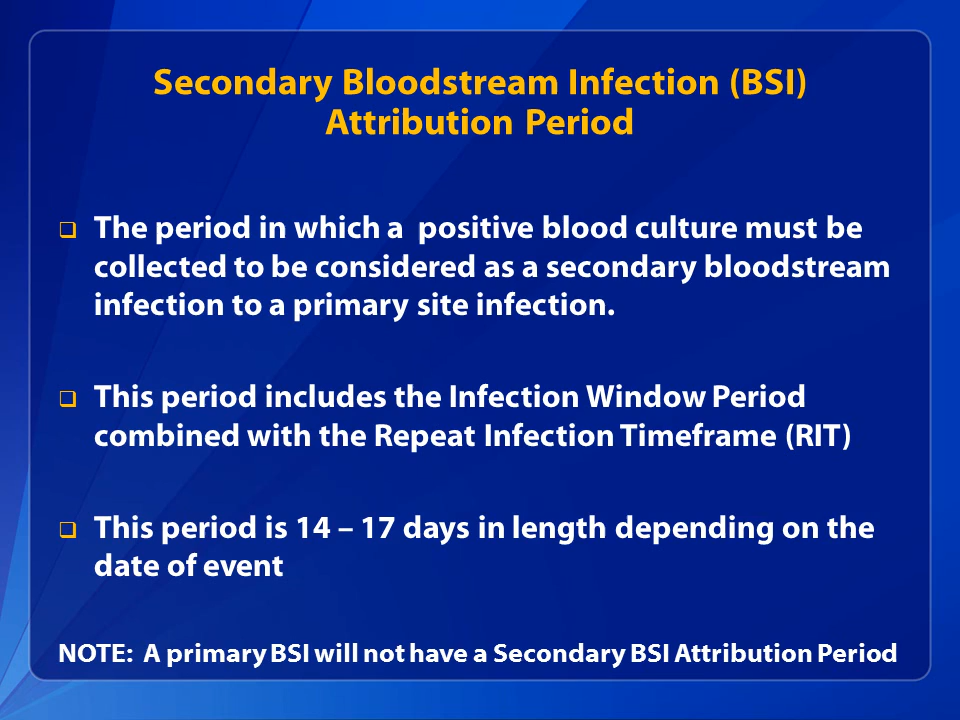 Secondary Bloodstream Infection (BSI)
Attribution Period
The period in which a positive blood culture must be
collected to be considered as a secondary bloodstream
infection to a primary site infection.
This period includes the Infection Window Period
combined with the Repeat Infection Timeframe (RIT)
This period is 14 – 17 days in length depending on the
date of event
NOTE: A primary BSI will not have a Secondary BSI Attribution Period